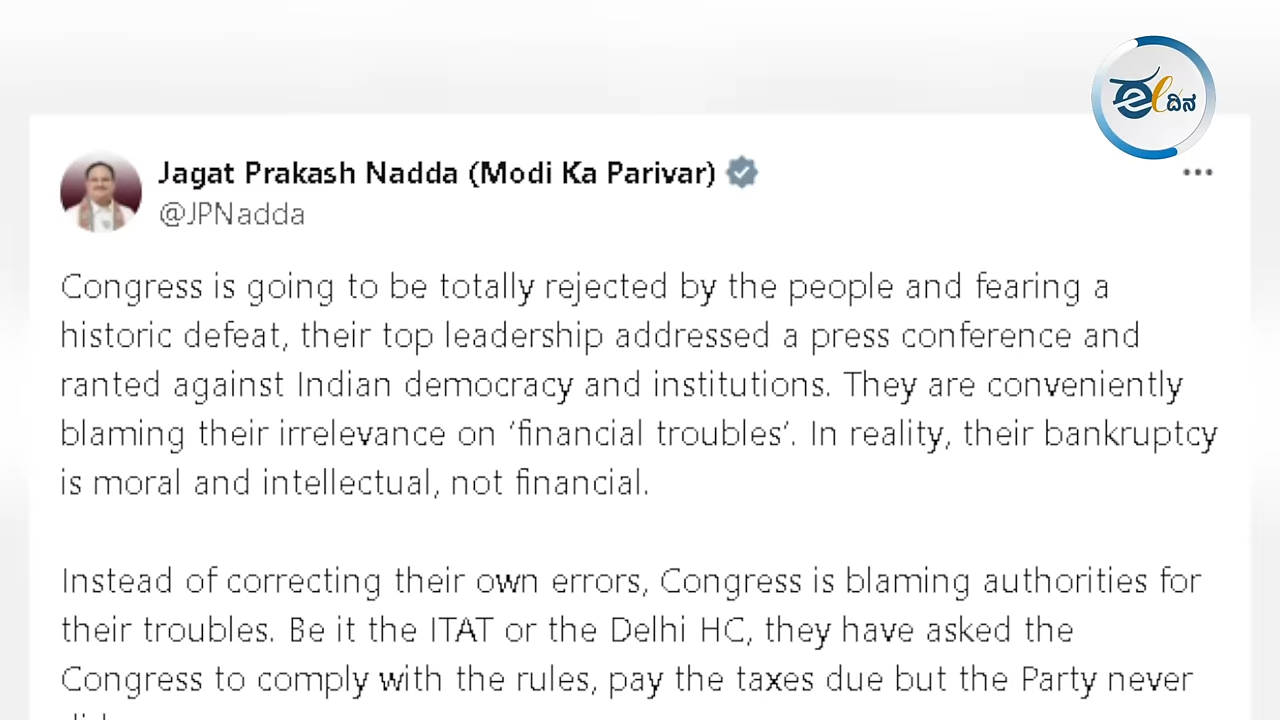 ಈ ದಿನ
Jagat Prakash Nadda (Modi Ka Parivar)
@JPNadda
Congress is going to be totally rejected by the people and fearing a
historic defeat, their top leadership addressed a press conference and
ranted against Indian democracy and institutions. They are conveniently
blaming their irrelevance on ‘financial troubles’. In reality, their bankruptcy
is moral and intellectual, not financial.
Instead of correcting their own errors, Congress is blaming authorities for
their troubles. Be it the ITAT or the Delhi HC, they have asked the
Congress to comply with the rules, pay the taxes due but the Party never